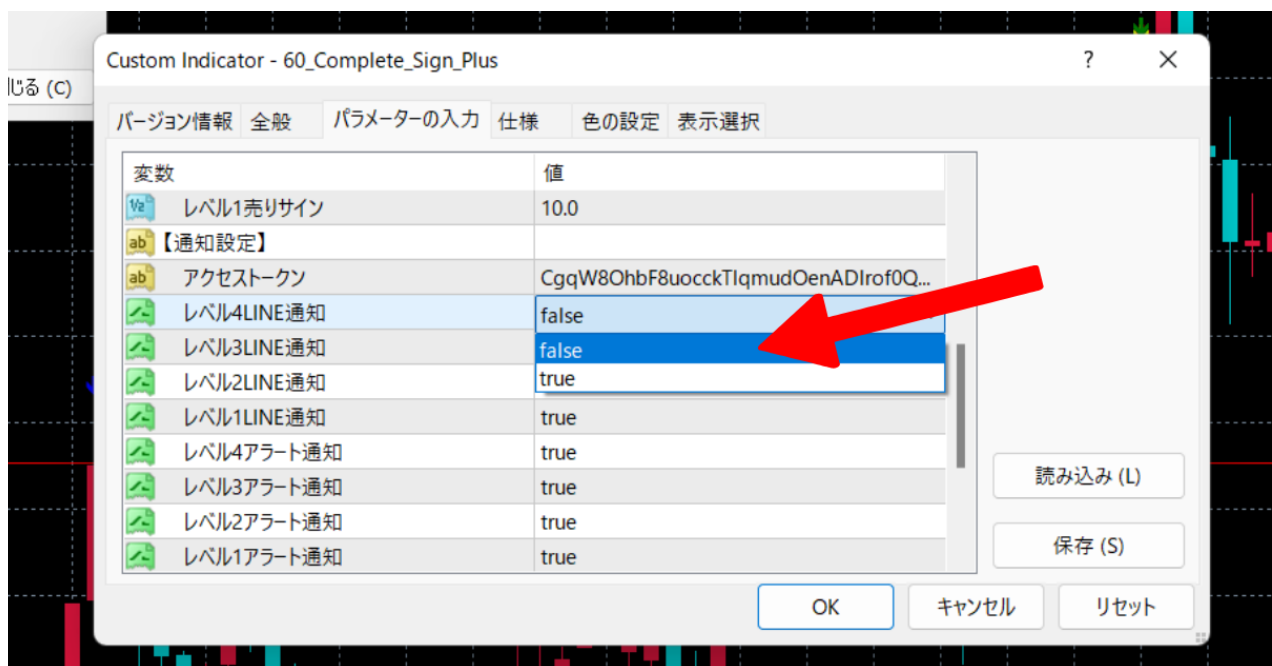 Custom Indicator - 60_Complete_Sign_Plus
?
じる (C)
バージョン情報 全般 パラメーターの入力 仕様 色の設定 表示選択
変数 値
レベル1売りサイン 10.0
ab 【通知設定】
ab アクセストークン CgqW8OhbF8uocckTIqmudOenADIrof0Q...
レベル4LINE通知 false
レベル3LINE通知 false
レベル2LINE通知 true
レベル1LINE通知 true
レベル4アラート通知 true
レベル3アラート通知 true
レベル2アラート通知 true
レベル1アラート通知 true
読み込み (L)
保存 (S)
OK キャンセル リセット